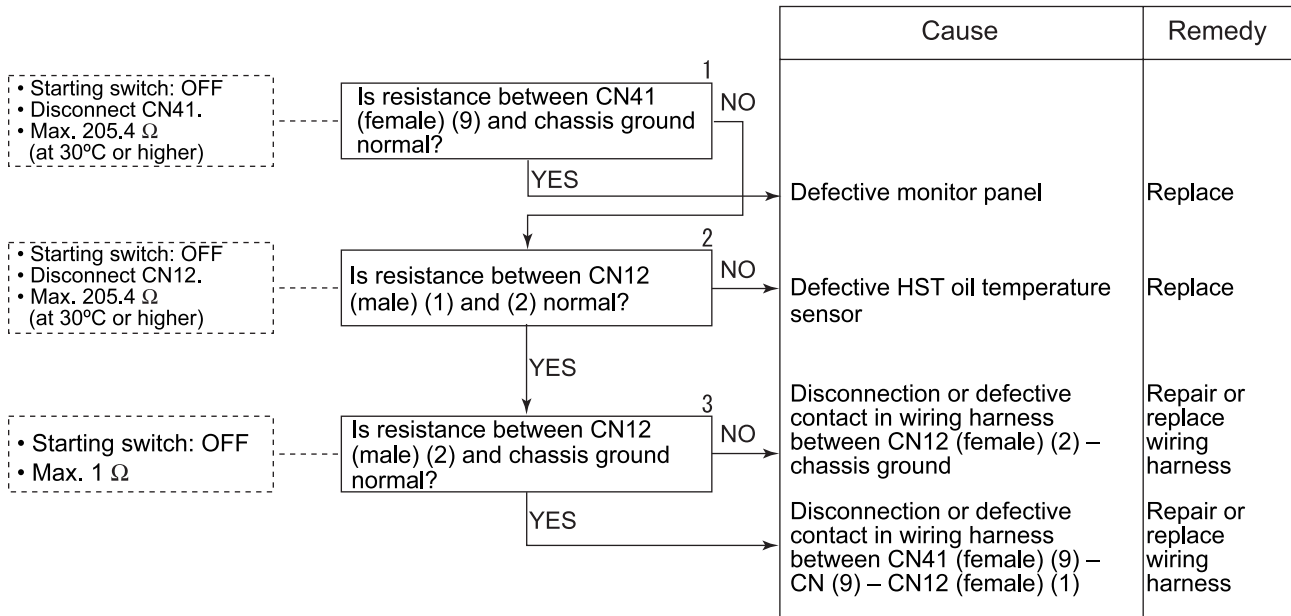 Cause
Remedy
• Starting switch: OFF
• Disconnect CN41.
• Max. 205.4 Ω
(at 30ºC or higher)
1
Is resistance between CN41
(female) (9) and chassis ground
normal?
NO
YES
Defective monitor panel
Replace
• Starting switch: OFF
• Disconnect CN12.
• Max. 205.4 Ω
(at 30ºC or higher)
2
Is resistance between CN12
(male) (1) and (2) normal?
NO
Defective HST oil temperature
sensor
Replace
YES
• Starting switch: OFF
• Max. 1 Ω
3
Is resistance between CN12
(male) (2) and chassis ground
normal?
NO
Disconnection or defective
contact in wiring harness
between CN12 (female) (2) –
chassis ground
Repair or
replace
wiring
harness
YES
Disconnection or defective
contact in wiring harness
between CN41 (female) (9) –
CN (9) – CN12 (female) (1)
Repair or
replace
wiring
harness